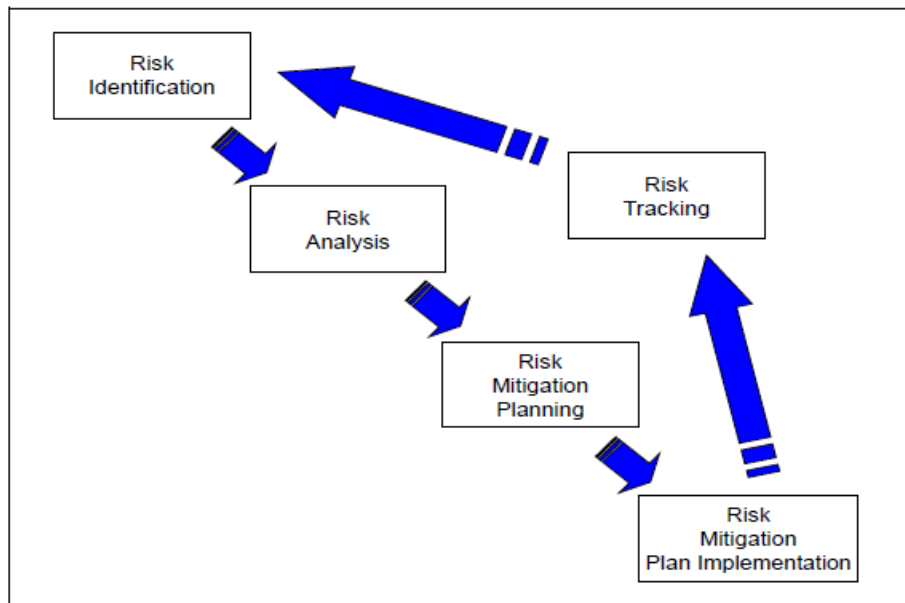 Risk
Identification
Risk
Analysis
Risk
Mitigation
Planning
Risk
Mitigation
Plan Implementation
Risk
Tracking